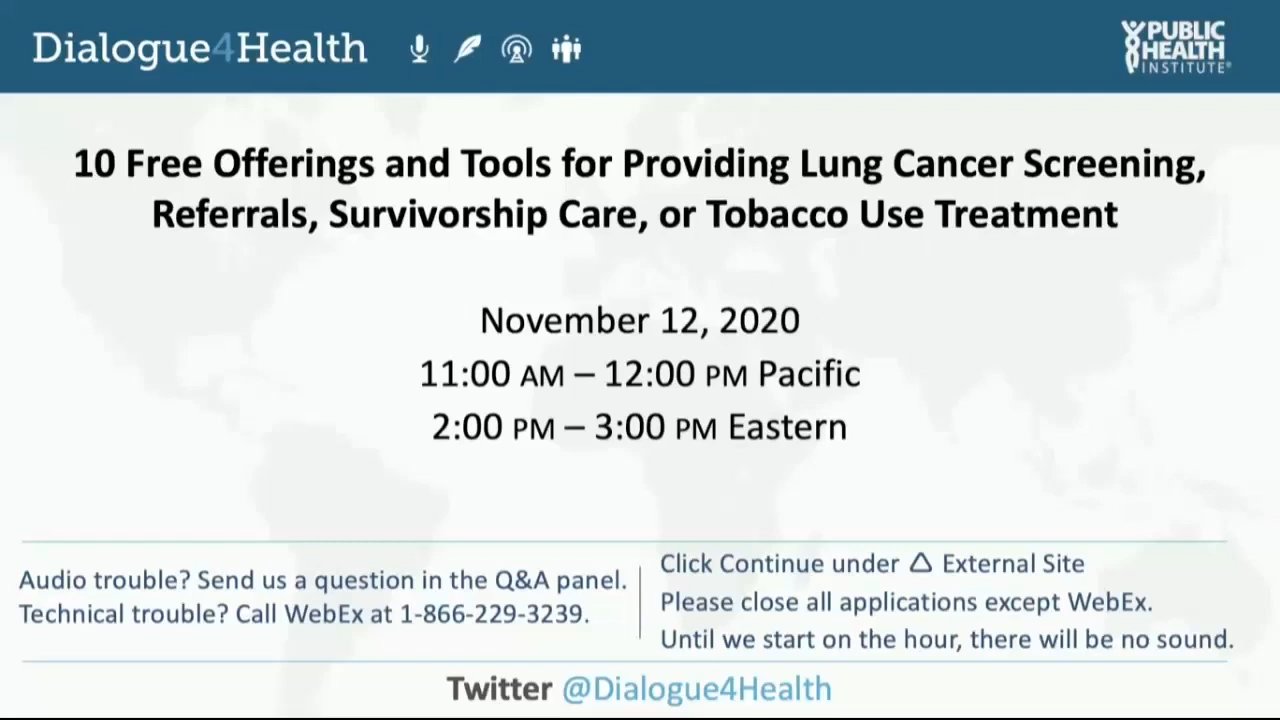 Dialogue4Health
PUBLIC
HEALTH
INSTITUTE®
10 Free Offerings and Tools for Providing Lung Cancer Screening,
Referrals, Survivorship Care, or Tobacco Use Treatment
November 12, 2020
11:00 AM – 12:00 PM Pacific
2:00 PM – 3:00 PM Eastern
Audio trouble? Send us a question in the Q&A panel.
Technical trouble? Call WebEx at 1-866-229-3239.
Click Continue under △ External Site
Please close all applications except WebEx.
Until we start on the hour, there will be no sound.
Twitter @Dialogue4Health